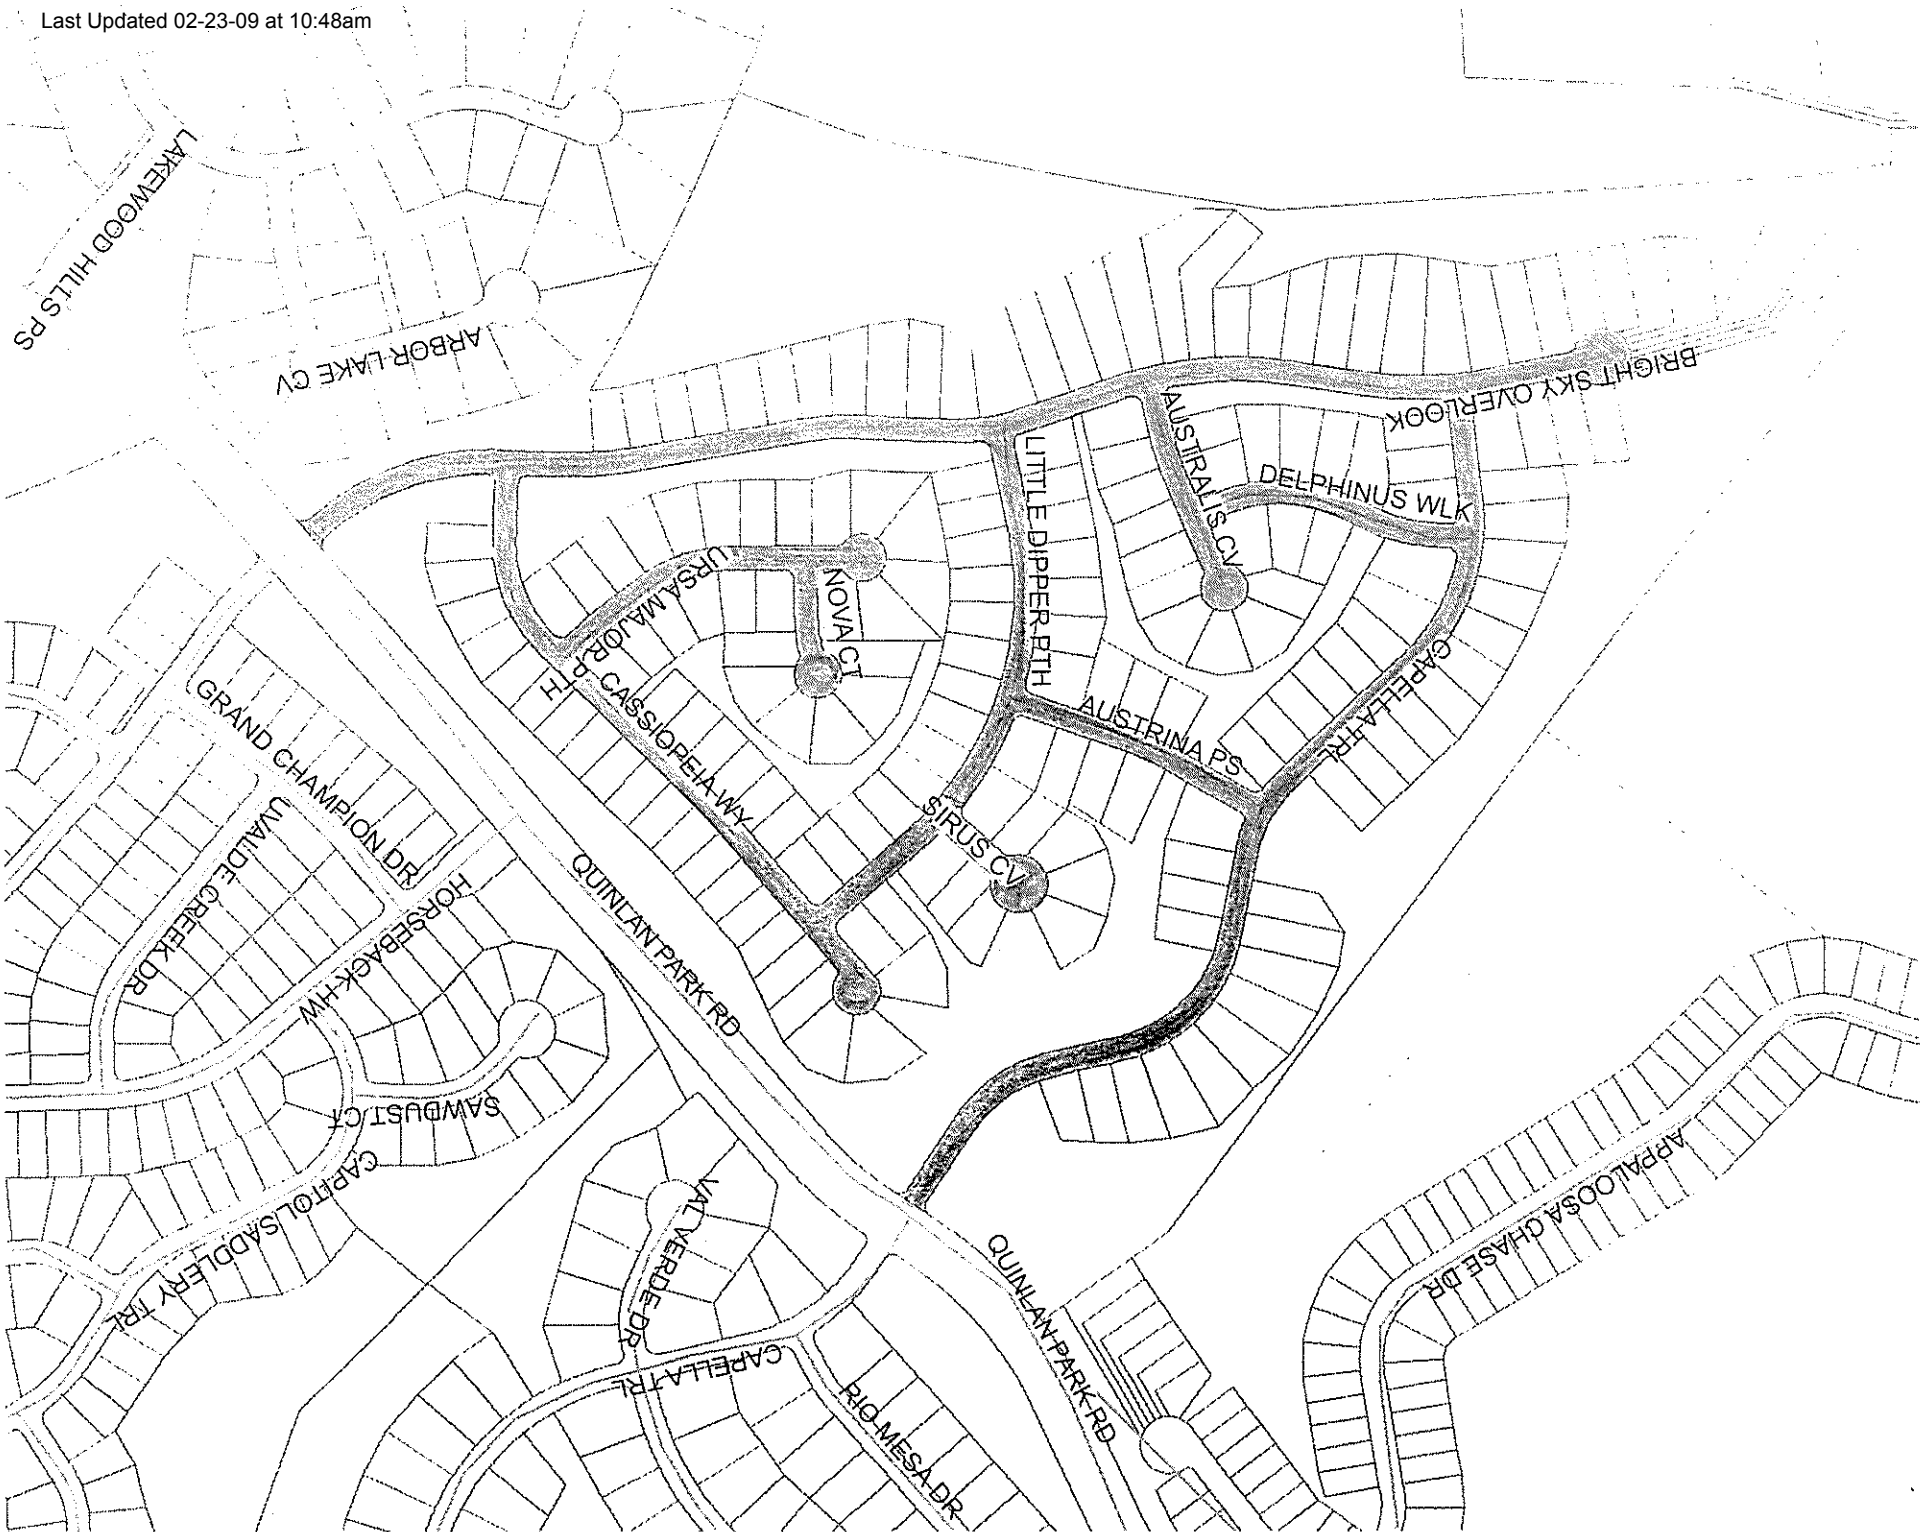 Last Updated 02-23-09 at 10:48am
LAKEWOOD HILLS PS
ARBOR LAKE CV
BRIGHT SKY OVERLOOK
AUSTRALIS CV
DELPHINUS WLK
LITTLE DIPPER PTH
URSA MAJOR PTH
NOVA CT
CAPELLA TRL
CASSIOPEIA WY
AUSTRINA PS
GRAND CHAMPION DR
UVALDE CREEK DR
SIRUS CV
QUINLAN PARK RD
HORSEBACK HW
SAWDUST CT
CAPITOL SADDLERY TRL
VAL VERDE DR
APPALOOSA CHASE DR
QUINLAN PARK RD
CAPELLA TRL
RIO MESA DR